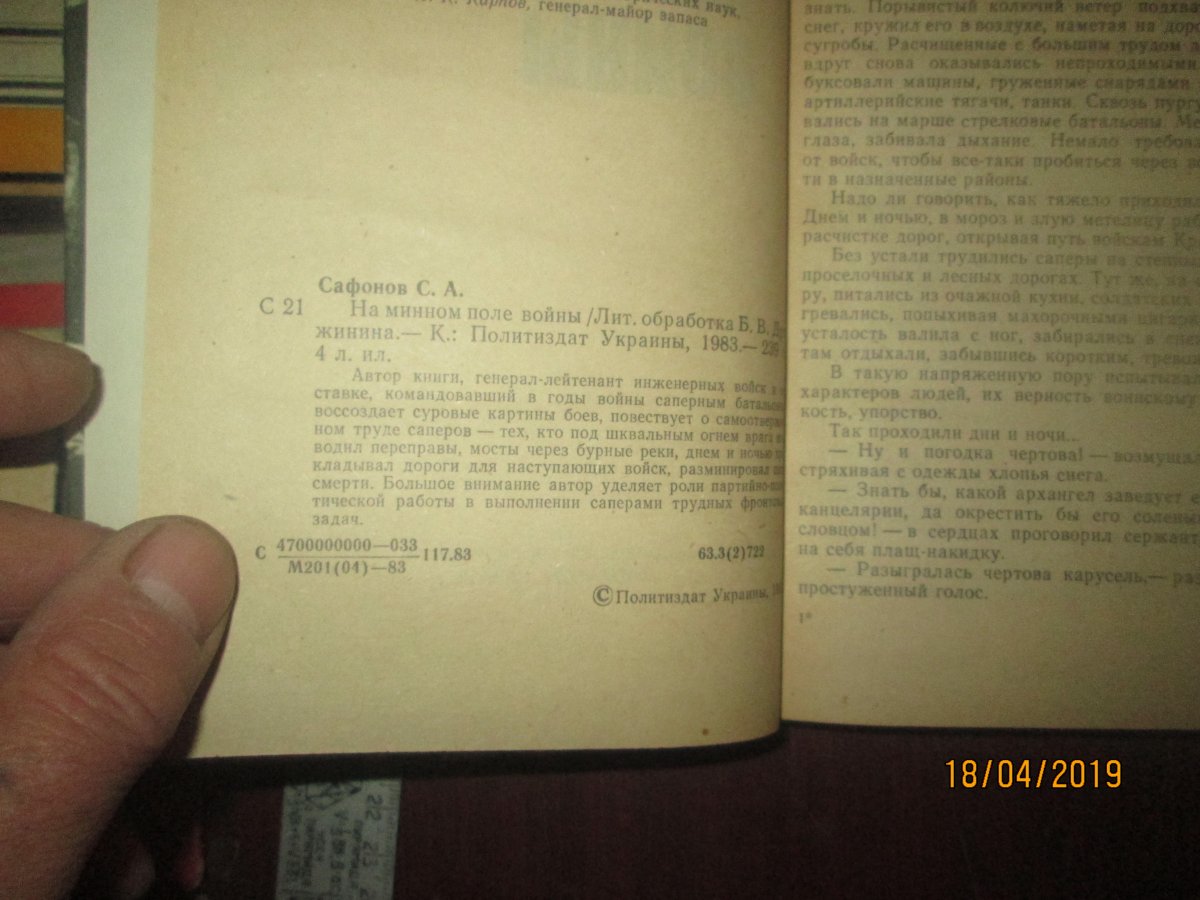 наук,
К. Карпов, генерал-майор запаса
Сафонов С. А.
С 21 На минном поле войны /Лит. обработка Б. В.
жинина.— К.: Политиздат Украины, 1983.—
4 л. ил.
Автор книги, генерал-лейтенант инженерных войск
ставке, командовавший в годы войны саперным
воссоздает суровые картины боев, повествует о
ном труде саперов — тех, кто под шквальным огнем врага
водил переправы, мосты через бурные реки, днем и ночью
кладывал дороги для наступающих войск, разминировал
смерти. Большое внимание автор уделяет роли
тической работы в выполнении саперами трудных
задач.
С 4700000000—033 117.83 63.3(2)722
М201(04)—83
© Политиздат Украины,
знать. Порывистый колючий ветер
снег, кружил его в воздухе, наметая на
сугробы. Расчищенные с большим трудом
вдруг снова оказывались непроходимыми
буксовали машины, груженные снарядами
артиллерийские тягачи, танки. Сквозь
вались на марше стрелковые батальоны.
глаза, забивала дыхание. Немало
от войск, чтобы все-таки пробиться через
ти в назначенные районы.
Надо ли говорить, как тяжело
Днем и ночью, в мороз и злую метелицу
расчистке дорог, открывая путь войскам
Без устали трудились саперы на
проселочных и лесных дорогах. Тут же,
ру, питались из очажной кухни,
гревались, попыхивая махорочными
усталость валила с ног, забирались в
там отдыхали, забывшись коротким,
В такую напряженную пору
характеров людей, их верность
кость, упорство.
Так проходили дни и ночи...
— Ну и погодка чертова! —
стряхивая с одежды хлопья снега.
— Знать бы, какой архангел заведует
канцелярии, да окрестить бы его
словцом! — в сердцах проговорил
на себя плащ-накидку.
— Разыгралась чертова карусель,—
простуженный голос.
1*
22 23 2
18/04/2019